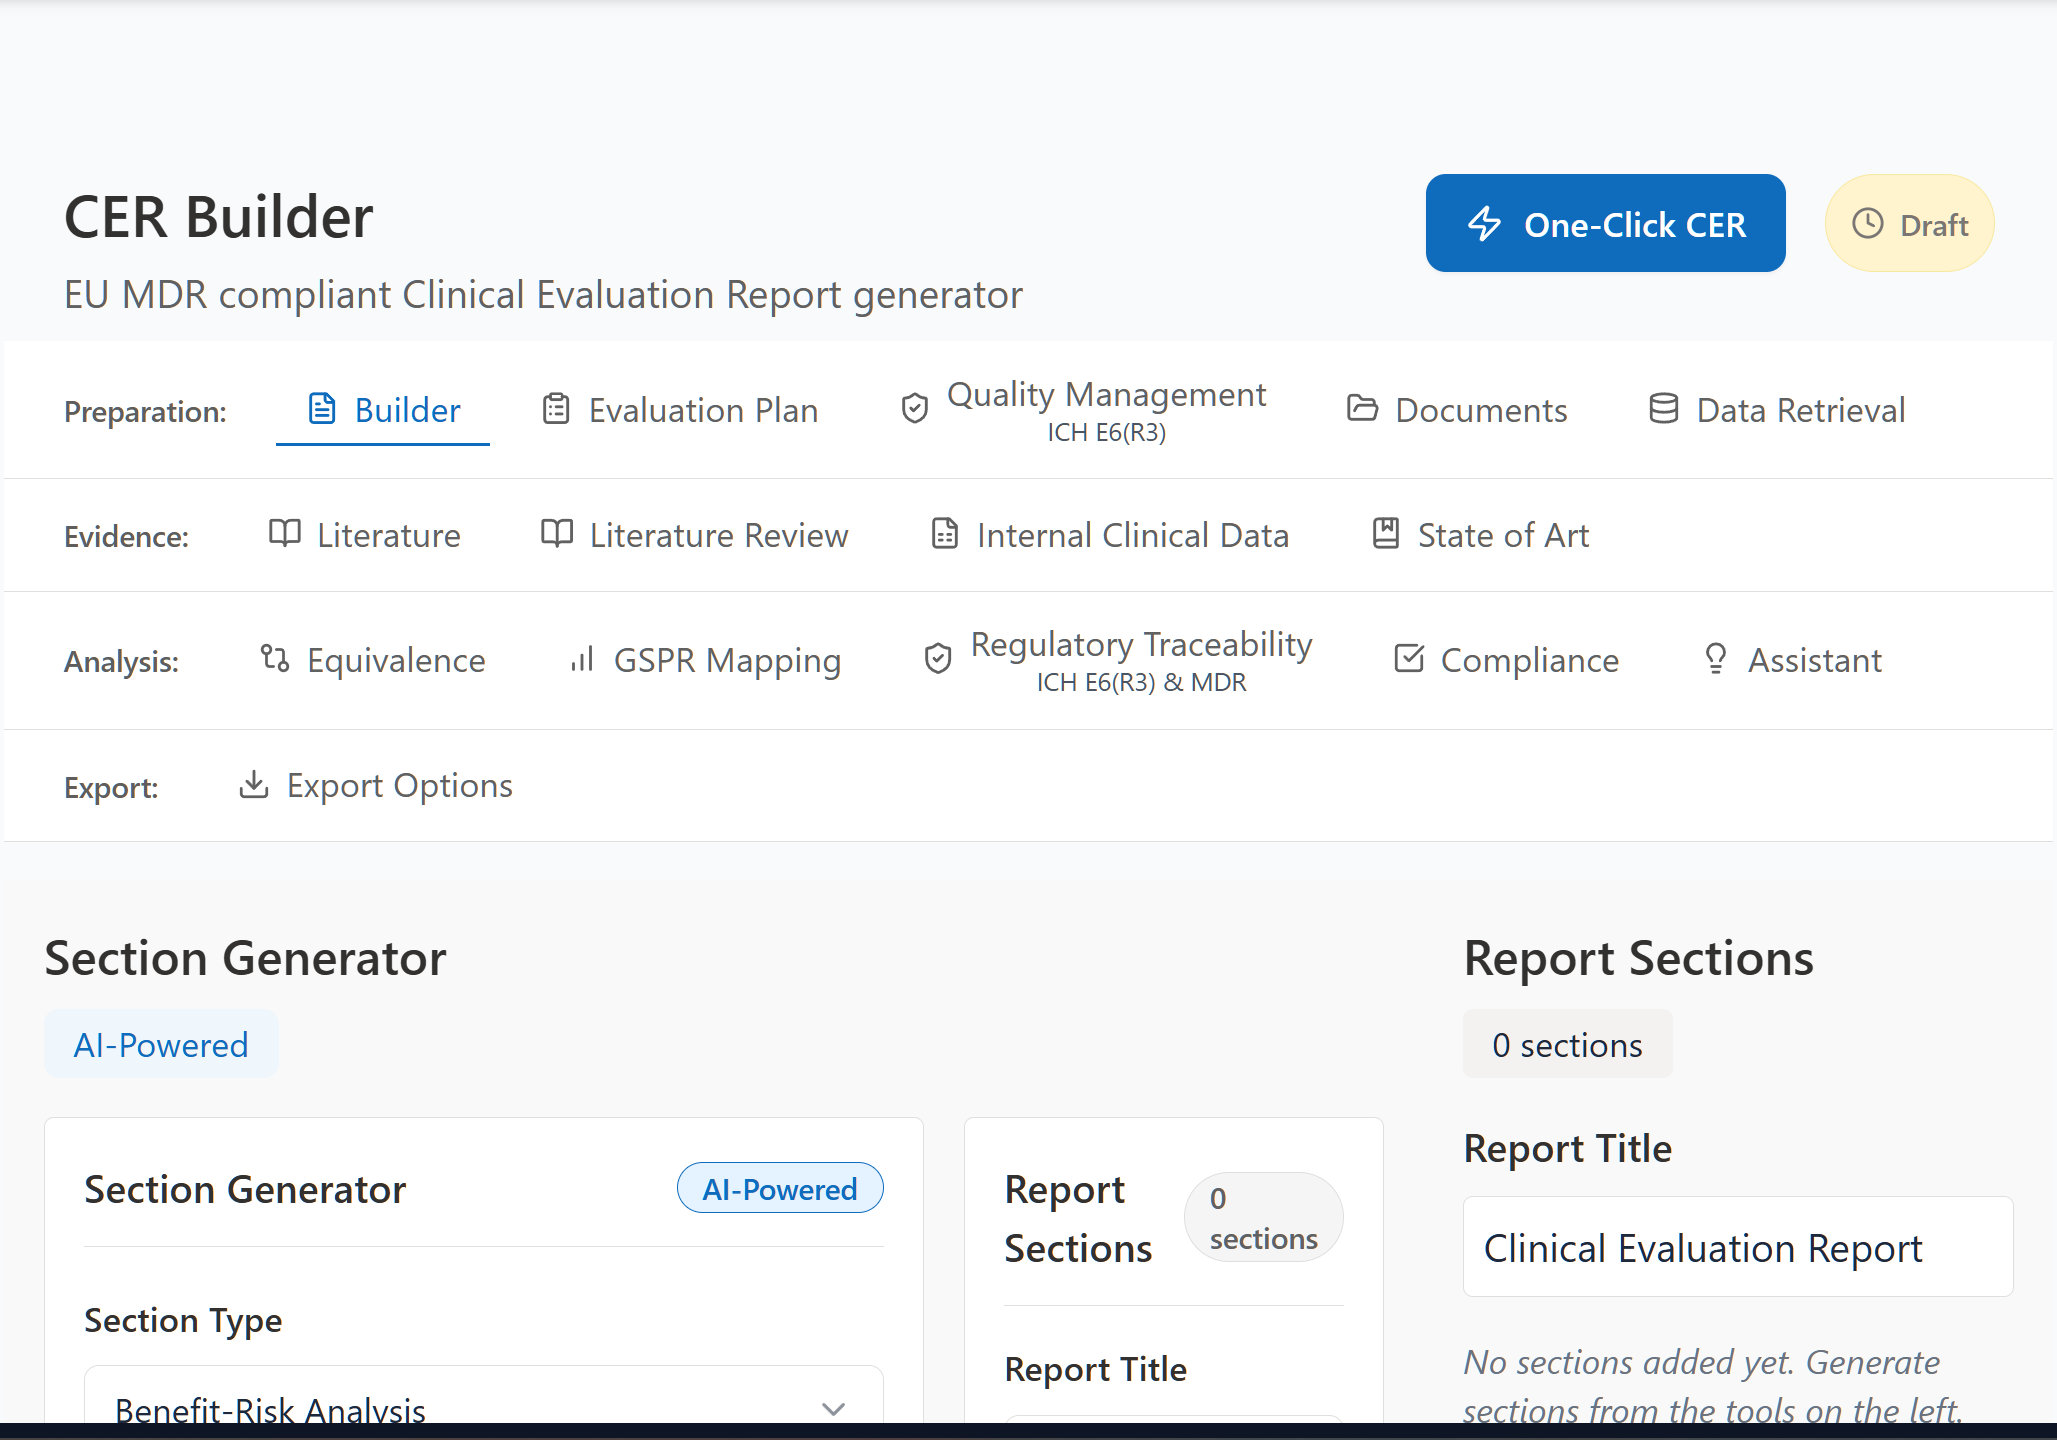 CER Builder
EU MDR compliant Clinical Evaluation Report generator
One-Click CER
Draft
Preparation:
Builder
Evaluation Plan
Quality Management
ICH E6(R3)
Documents
Data Retrieval
Evidence:
Literature
Literature Review
Internal Clinical Data
State of Art
Analysis:
Equivalence
GSPR Mapping
Regulatory Traceability
ICH E6(R3) & MDR
Compliance
Assistant
Export:
Export Options
Section Generator
AI-Powered
Section Generator
AI-Powered
Section Type
Benefit-Risk Analysis
Report
Sections
0
sections
Report Title
Report Sections
0 sections
Report Title
Clinical Evaluation Report
No sections added yet. Generate
sections from the tools on the left.